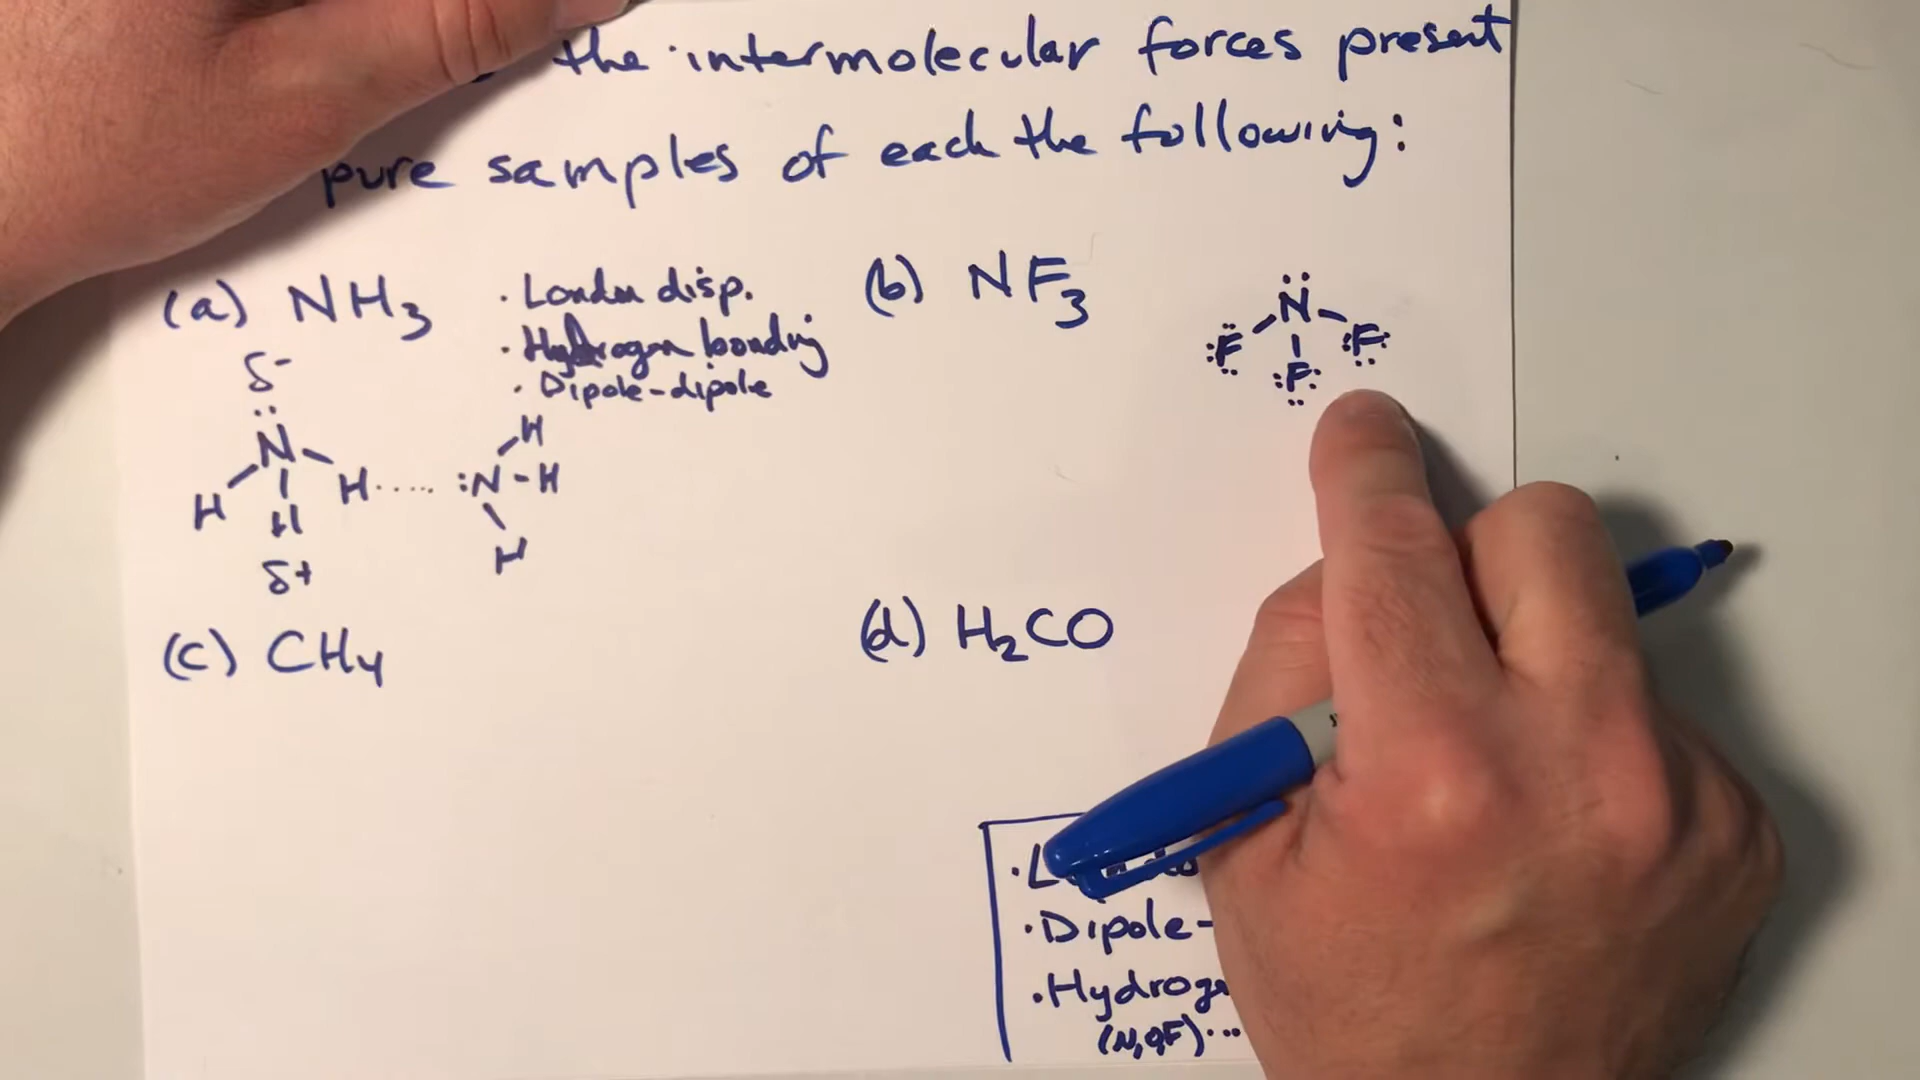 the intermolecular forces present
pure samples of each the following:
(a) NH3
· London disp.
· Hydrogen bonding
· Dipole-dipole
δ-
N
H H H
δ+
:N
H
H
H
(b) NF3
N
F F F
(c) CH4
(d) H2CO
· Dipole-
(N,O,F)...